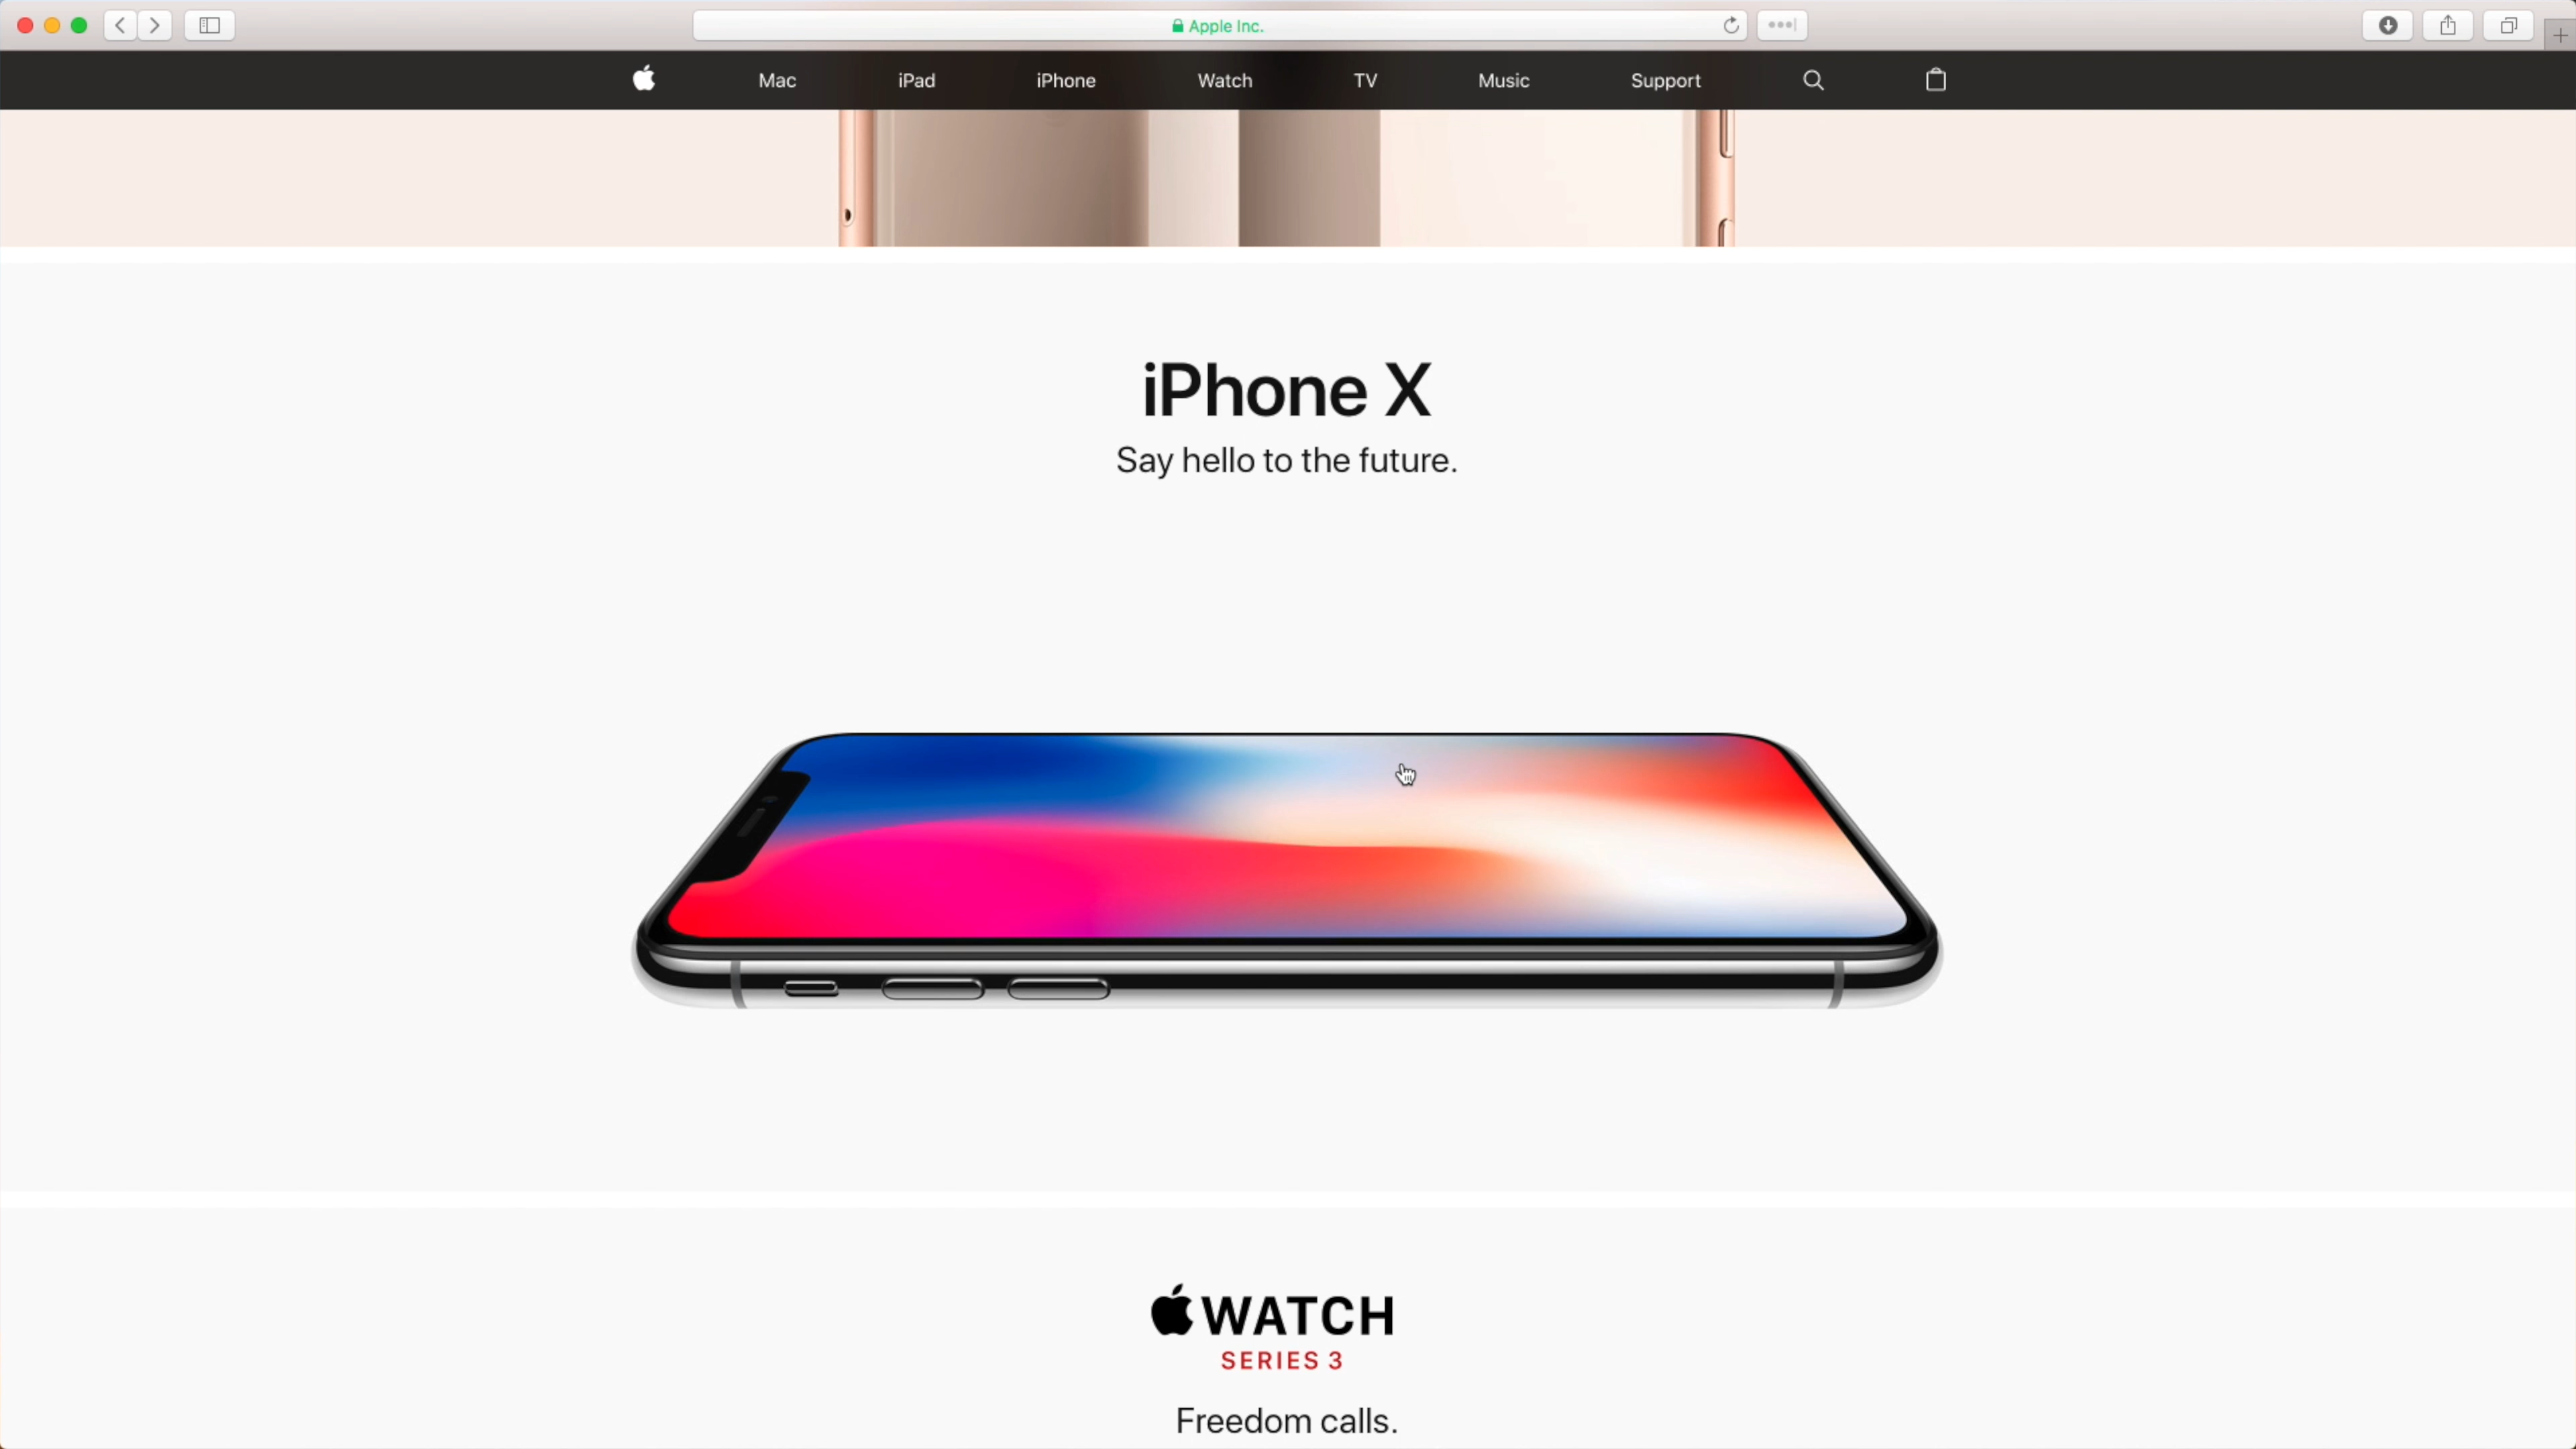 Apple Inc.
Mac iPad iPhone Watch TV Music Support
iPhone X
Say hello to the future.
WATCH
SERIES 3
Freedom calls.